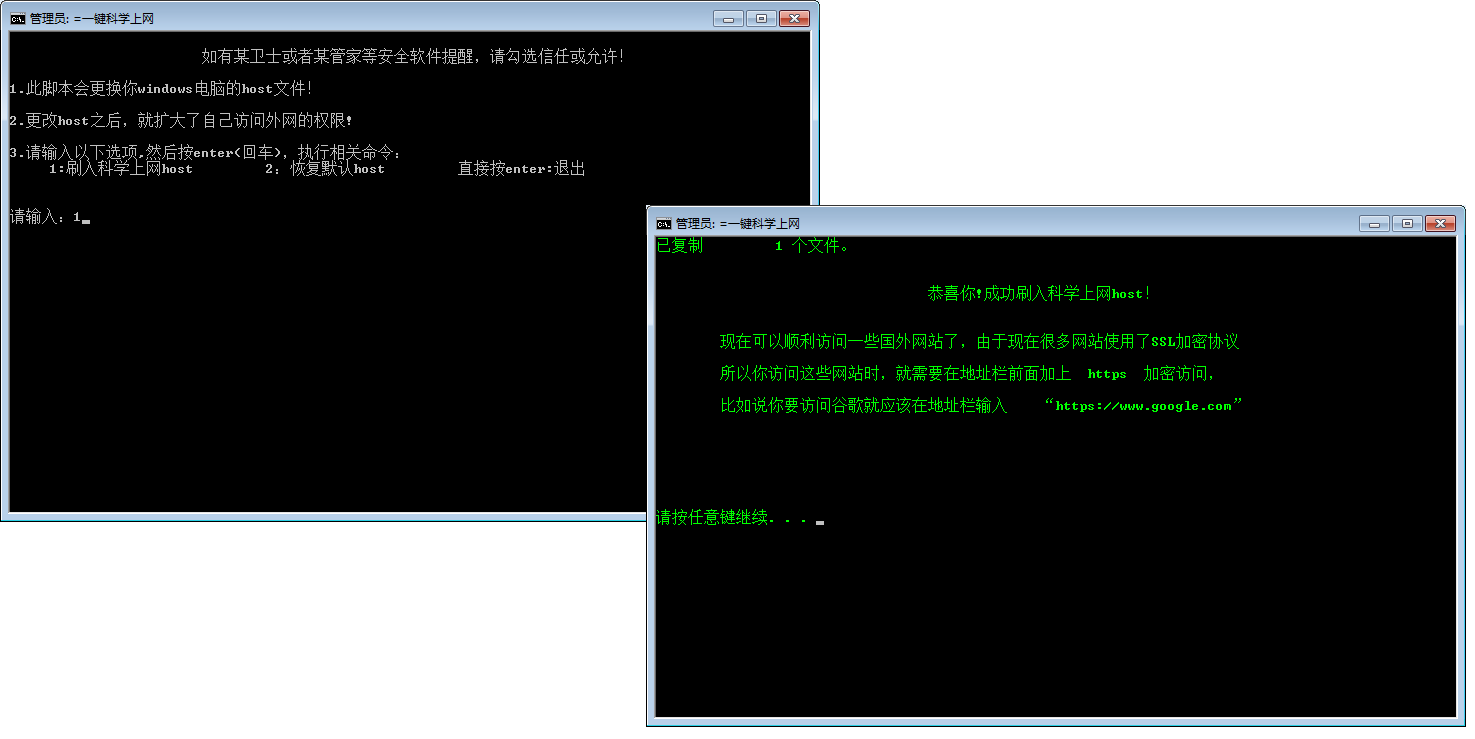 管理员: =一键科学上网
如有某卫士或者某管家等安全软件提醒，请勾选信任或允许!
1.此脚本会更换你windows电脑的host文件!
2.更改host之后，就扩大了自己访问外网的权限!
3.请输入以下选项,然后按enter(回车)，执行相关命令：
1:刷入科学上网host 2：恢复默认host 直接按enter:退出
请输入：1
管理员: =一键科学上网
已复制 1 个文件。
恭喜你!成功刷入科学上网host!
现在可以顺利访问一些国外网站了，由于现在很多网站使用了SSL加密协议
所以你访问这些网站时，就需要在地址栏前面加上 https 加密访问，
比如说你要访问谷歌就应该在地址栏输入 “https://www.google.com”
请按任意键继续. . .